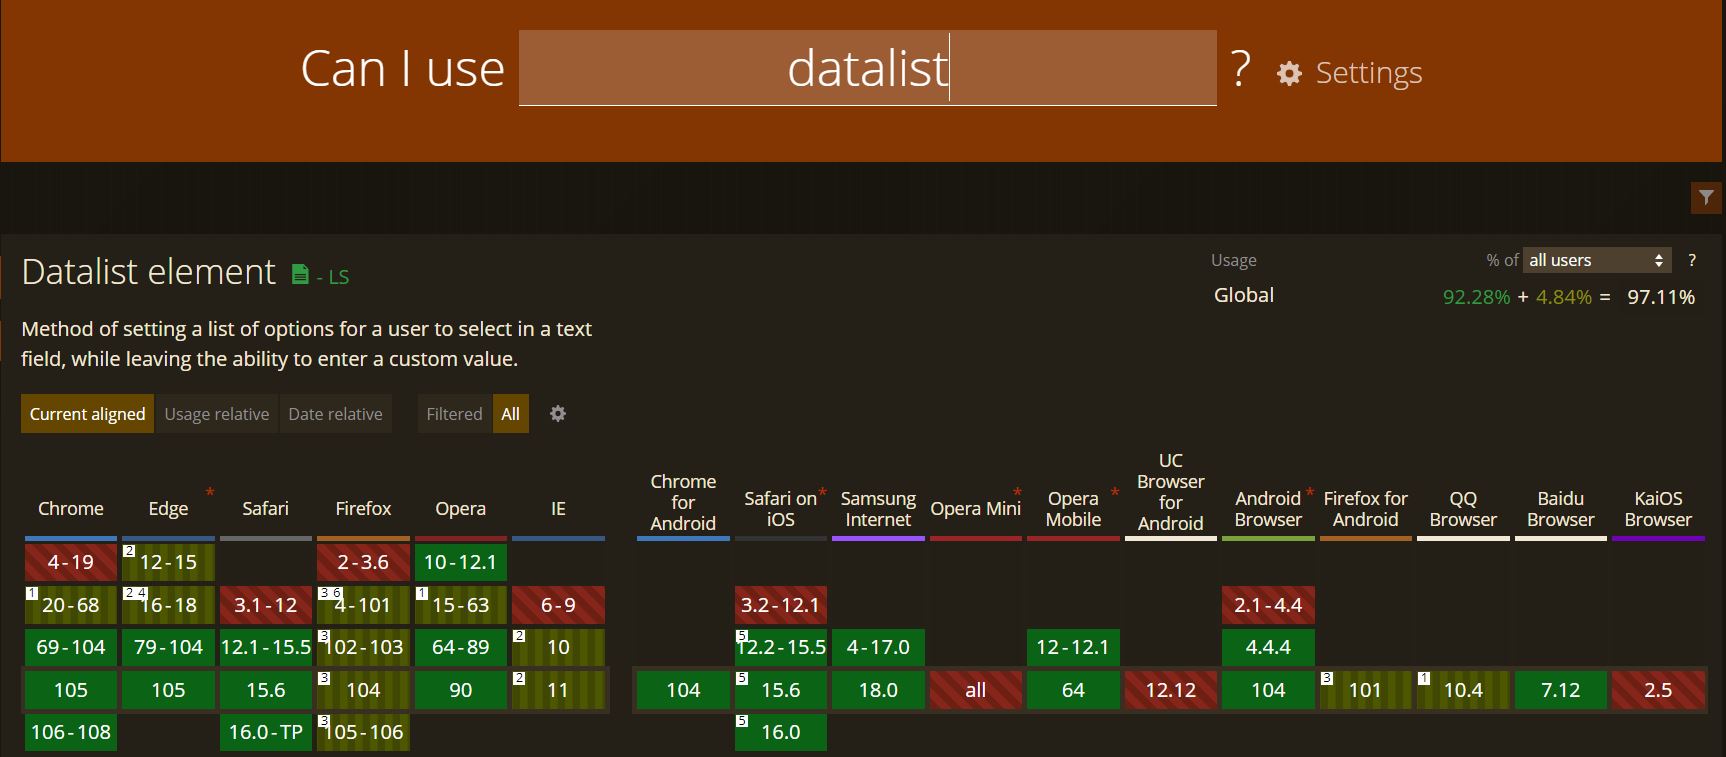 Can I use datalist ? Settings
Datalist element - LS
Usage % of all users ?
Global 92.28% + 4.84% = 97.11%
Method of setting a list of options for a user to select in a text
field, while leaving the ability to enter a custom value.
Current aligned Usage relative Date relative Filtered All
Chrome Edge * Safari Firefox Opera IE
Chrome for Android Safari on iOS * Samsung Internet Opera Mini * Opera Mobile * UC Browser for Android Android Browser * Firefox for Android QQ Browser Baidu Browser KaiOS Browser
4-19 2 12-15 2-3.6 10-12.1
1 20-68 2 4 16-18 3.1-12 3 6 4-101 1 15-63 6-9 3.2-12.1 2.1-4.4
69-104 79-104 12.1-15.5 3 102-103 64-89 2 10 5 12.2-15.5 4-17.0 12-12.1 4.4.4
105 105 15.6 3 104 90 2 11 104 5 15.6 18.0 all 64 12.12 104 3 101 1 10.4 7.12 2.5
106-108 16.0-TP 3 105-106 5 16.0